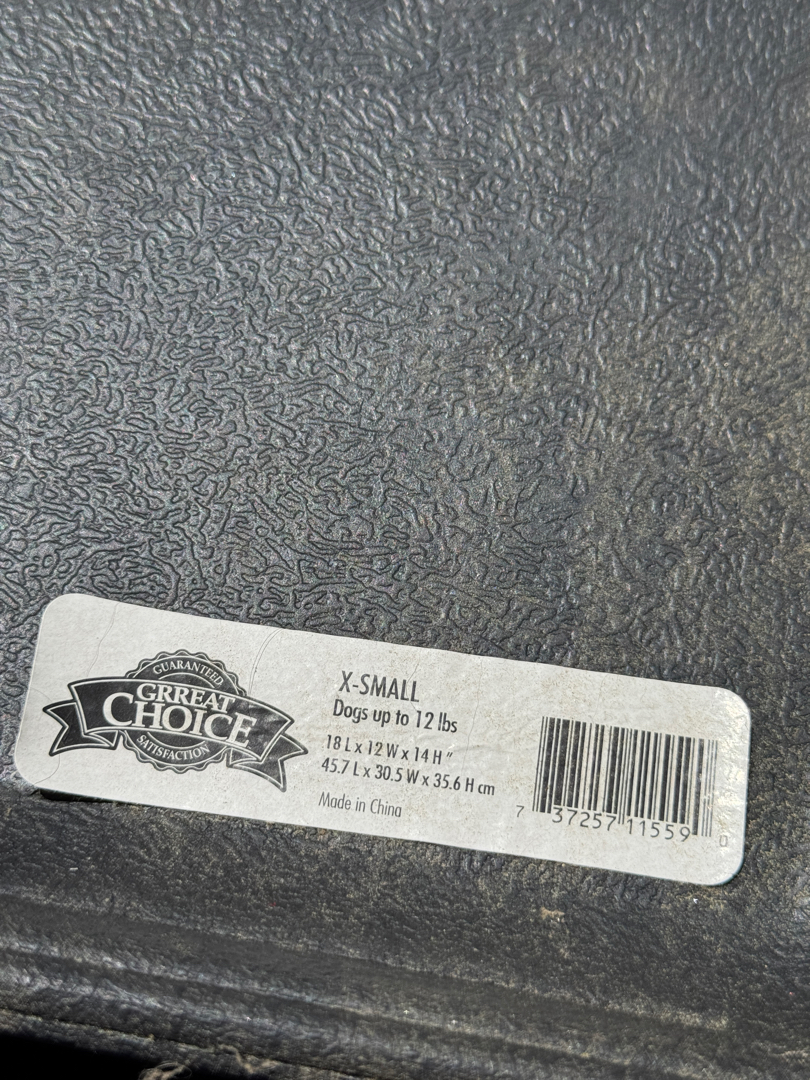 GUARANTEED
GRREAT
CHOICE
SATISFACTION
X-SMALL
Dogs up to 12 lbs
18 L x 12 W x 14 H "
45.7 L x 30.5 W x 35.6 H cm
Made in China
7 37257 11559 0